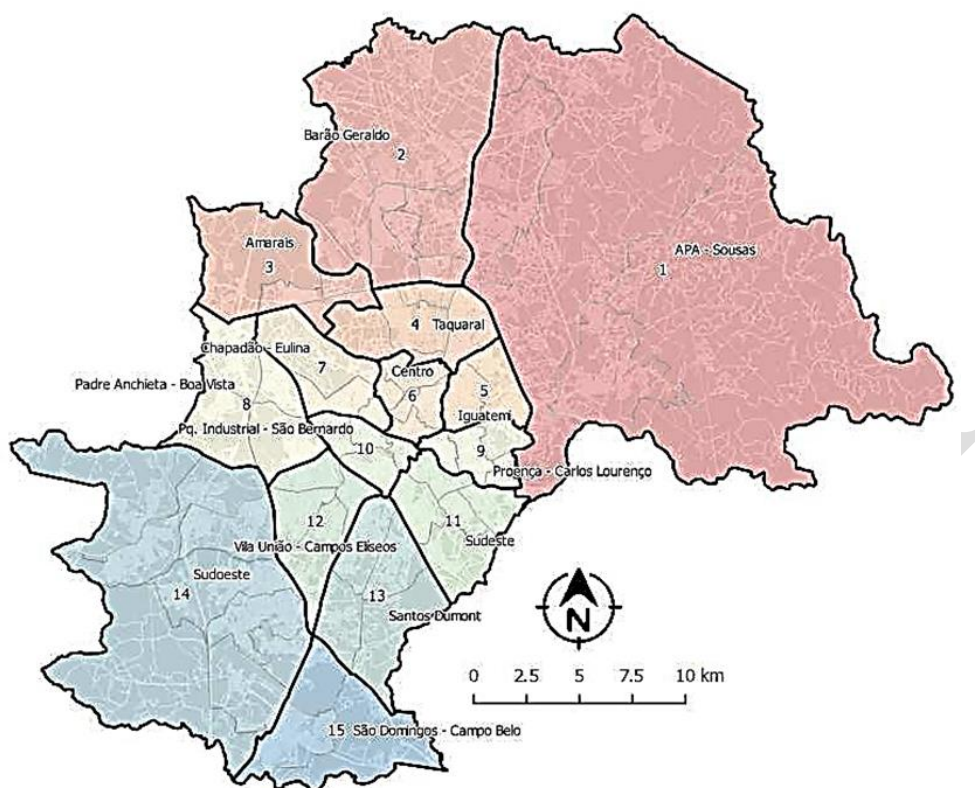 Barão Geraldo
2
APA - Sousas
1
Amarais
3
4 Taquaral
Chapadão - Eulina
7
Centro
6
5
Iguatemi
Padre Anchieta - Boa Vista
8
Pq. Industrial - São Bernardo
10
9
Proença - Carlos Lourenço
12
11
Vila União - Campos Elíseos
Sudeste
Sudoeste
14
13
Santos Dumont
N
0 2.5 5 7.5 10 km
15 São Domingos - Campo Belo